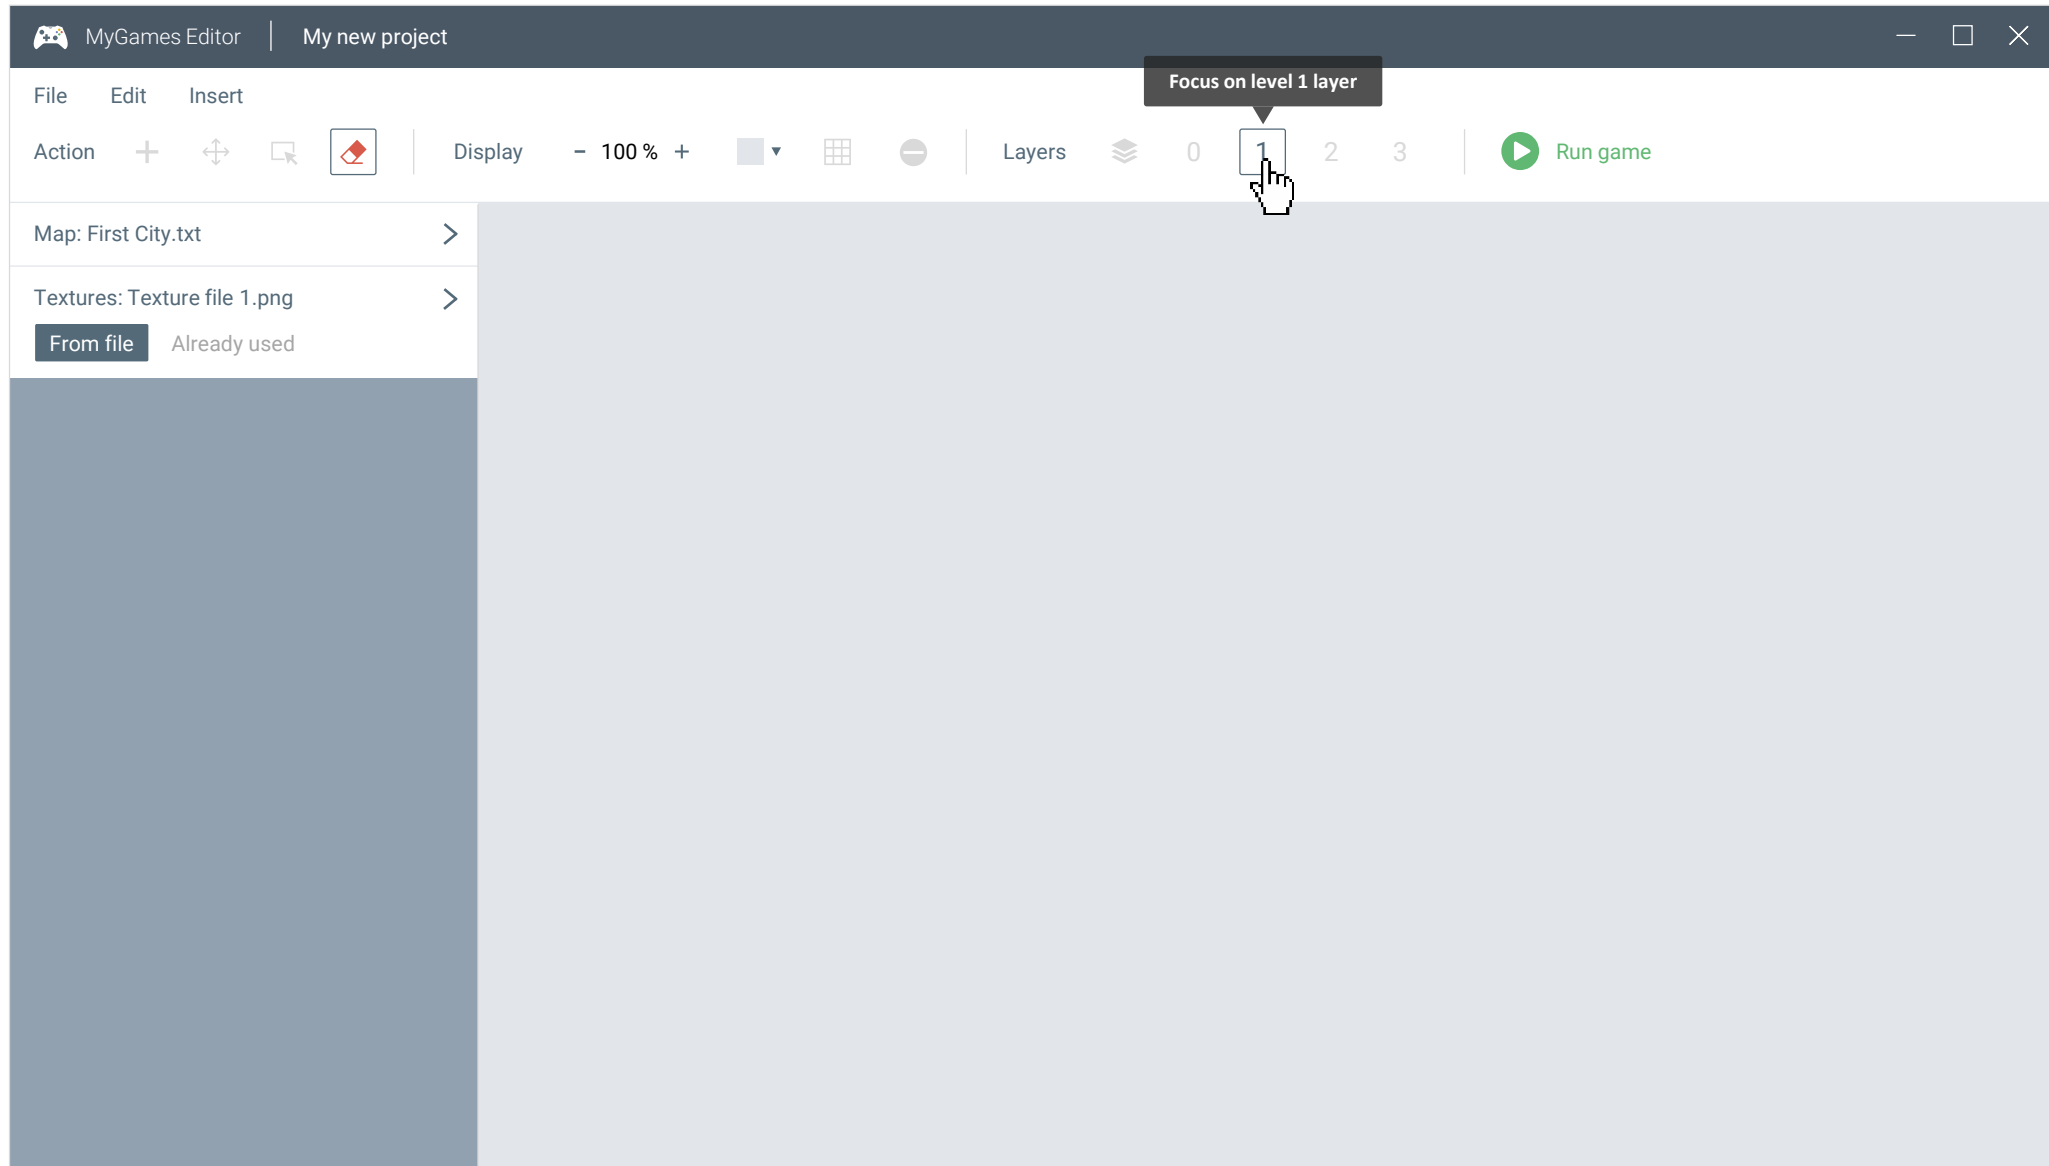 MyGames Editor
My new project
Focus on level 1 layer
File Edit Insert
Action Display - 100 % + Layers 0 1 2 3 Run game
Map: First City.txt
Textures: Texture file 1.png
From file Already used